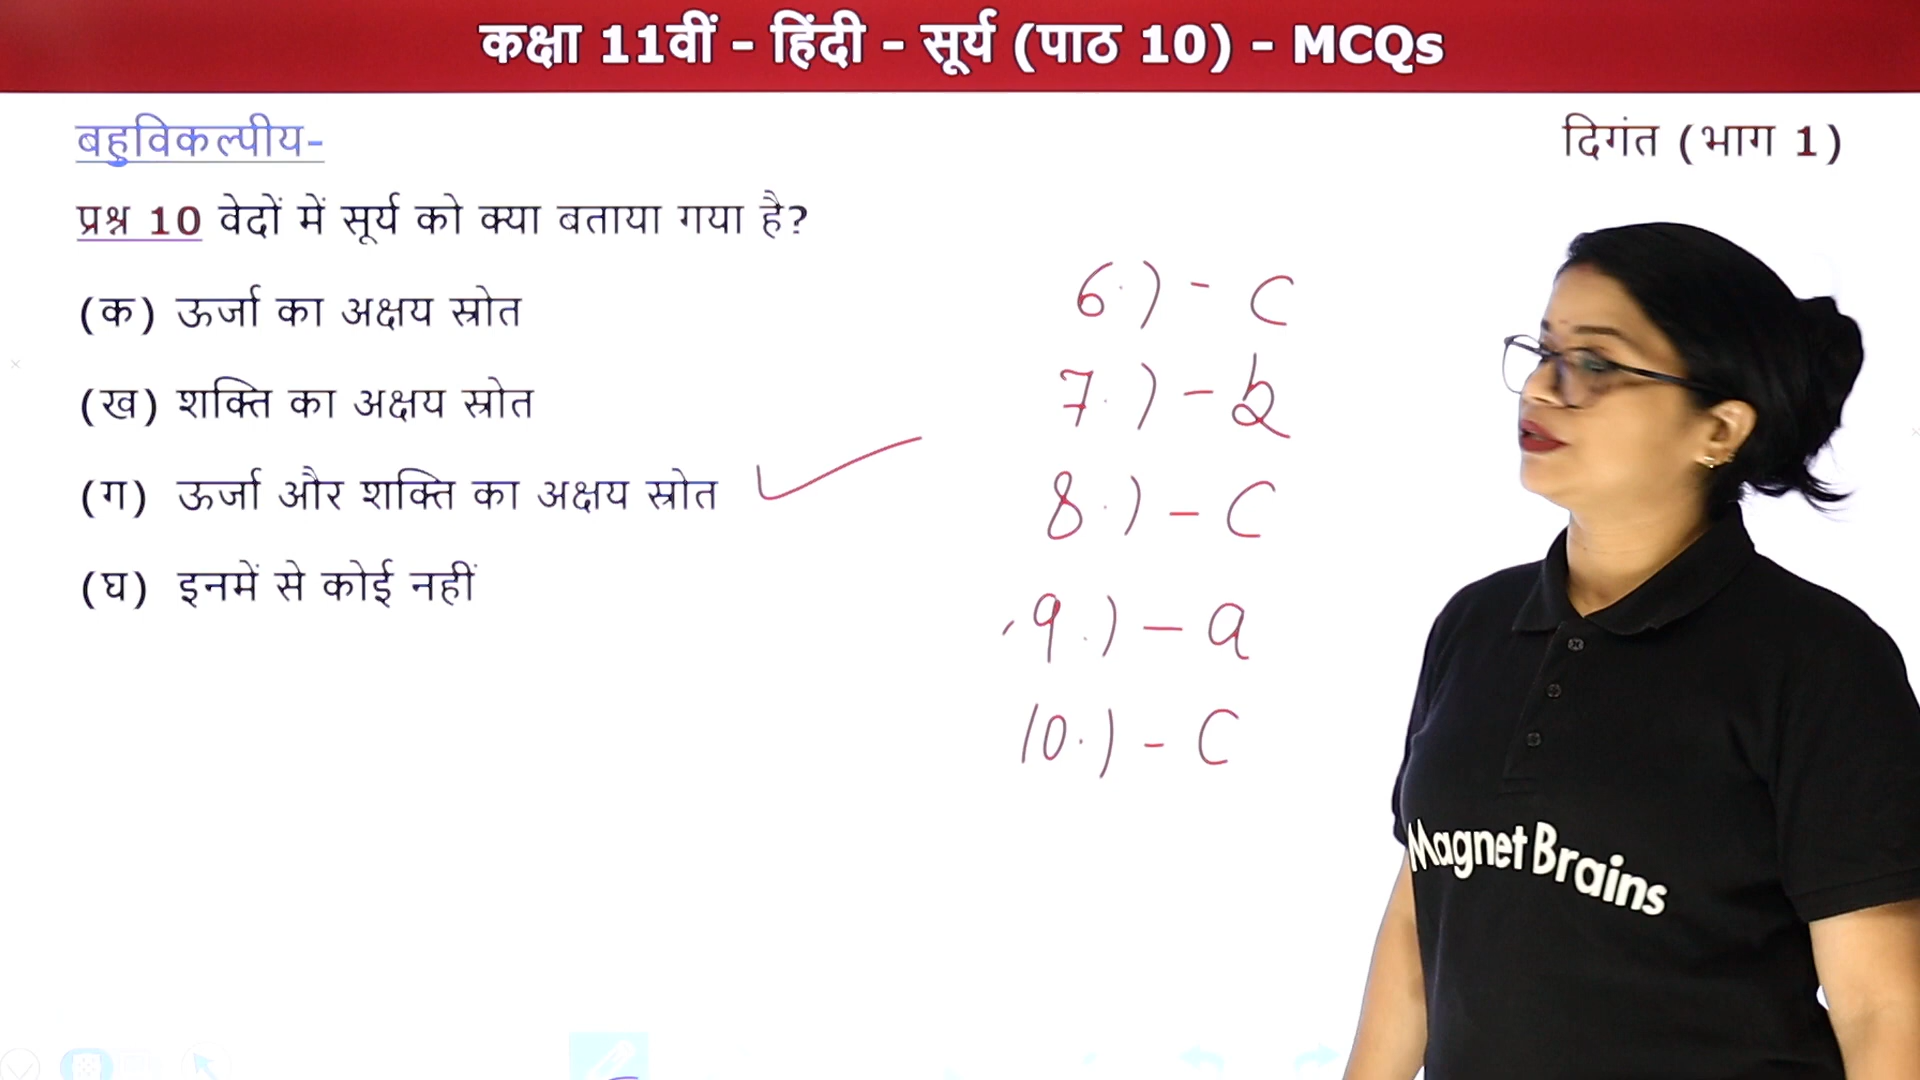 कक्षा 11वीं - हिंदी - सूर्य (पाठ 10) - MCQs
बहुविकल्पीय-
दिगंत (भाग 1)
प्रश्न 10 वेदों में सूर्य को क्या बताया गया है?
(क) ऊर्जा का अक्षय स्रोत
(ख) शक्ति का अक्षय स्रोत
(ग) ऊर्जा और शक्ति का अक्षय स्रोत
(घ) इनमें से कोई नहीं
6.) - C
7.) - b
8.) - C
9.) - a
10.) - C
Magnet Brains